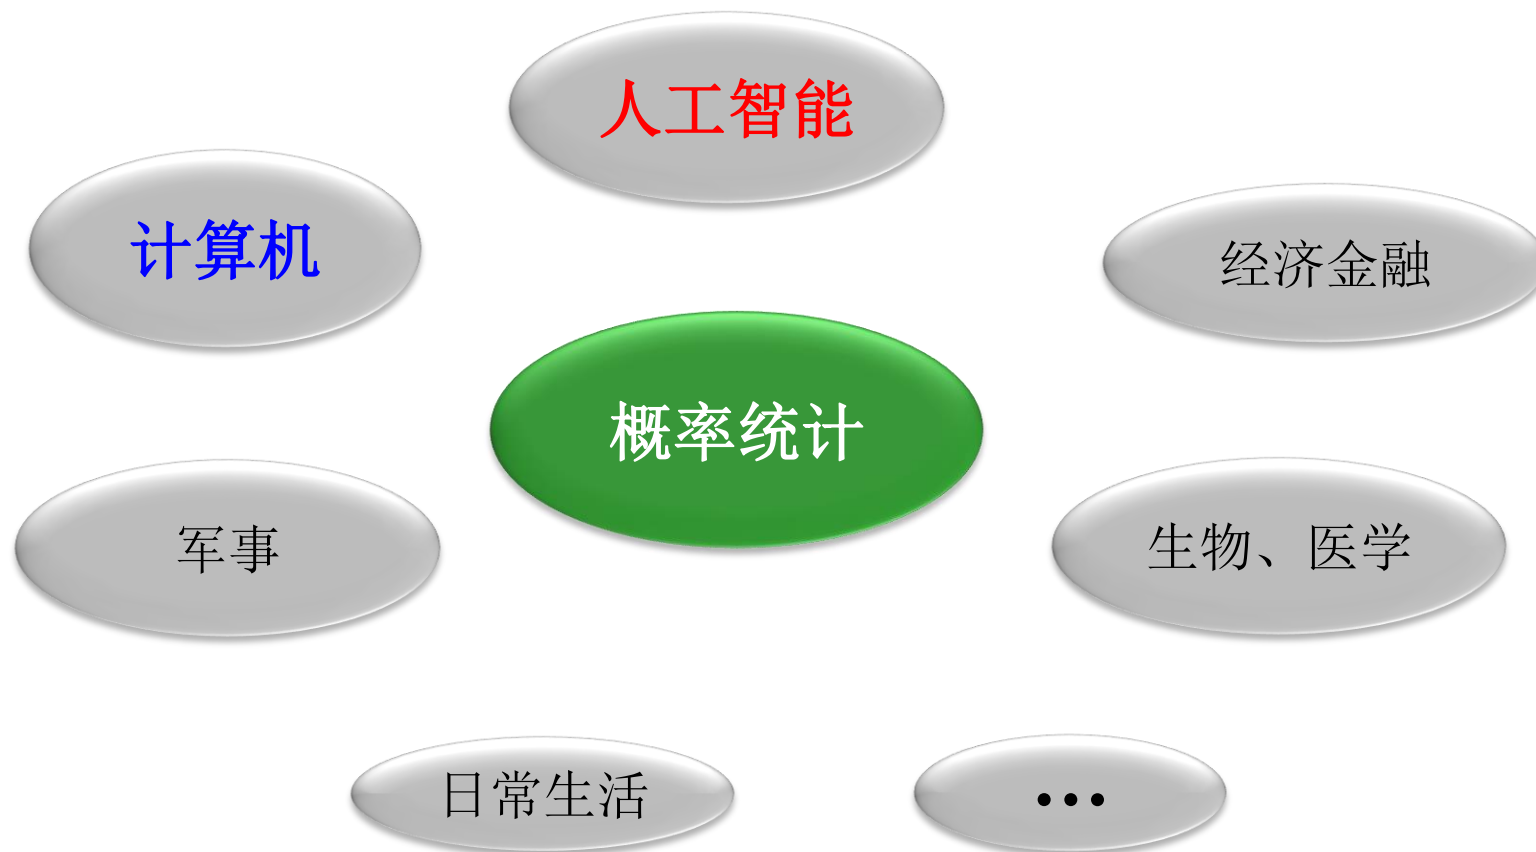 人工智能
计算机
经济金融
概率统计
军事
生物、医学
日常生活
•••